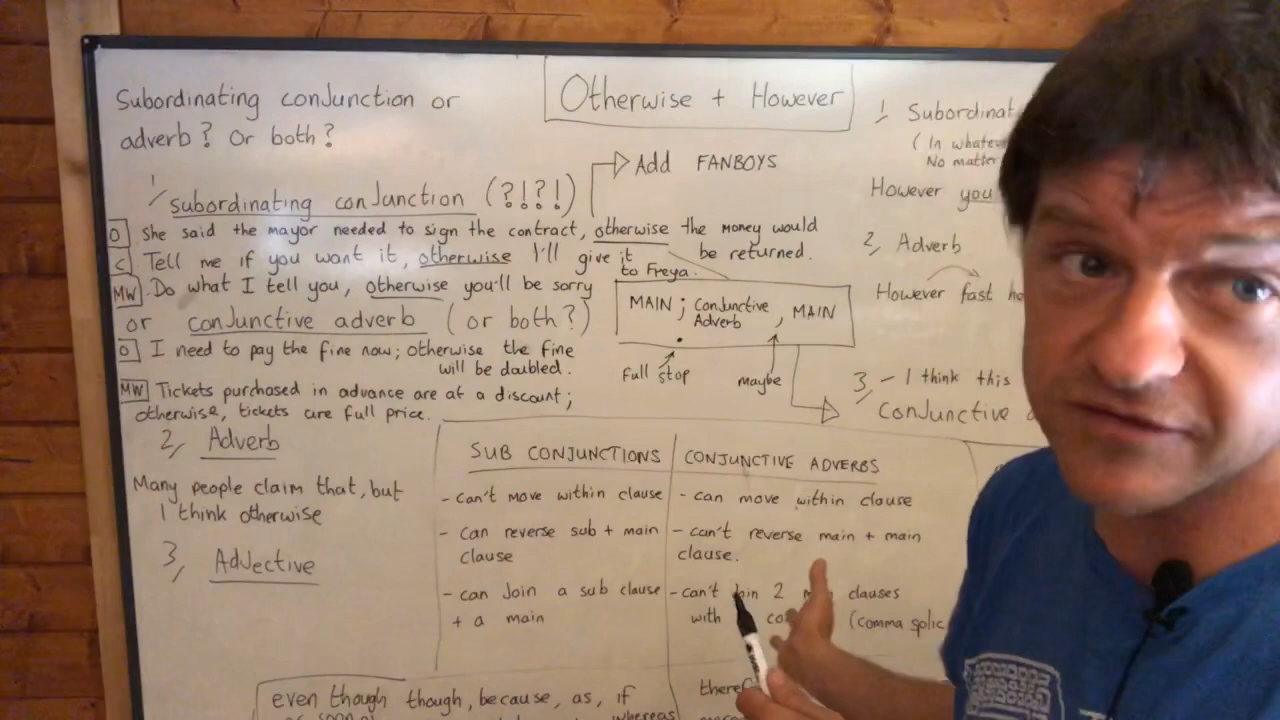 Subordinating conjunction or
adverb? Or both?
Otherwise + However
Add FANBOYS
1/ subordinating conjunction (?!?!)
O She said the mayor needed to sign the contract, otherwise the money would
be returned.
C Tell me if you want it, otherwise I'll give it
to Freya.
MW Do what I tell you, otherwise you'll be sorry
or conjunctive adverb (or both?)
O I need to pay the fine now; otherwise the fine
will be doubled.
MW Tickets purchased in advance are at a discount;
otherwise, tickets are full price.
MAIN ; Conjunctive
Adverb , MAIN
full stop
maybe
2, Adverb
Many people claim that, but
I think otherwise
3, Adjective
SUB CONJUNCTIONS
- can't move within clause
- can reverse sub + main
clause
- can join a sub clause
+ a main
CONJUNCTIVE ADVERBS
- can move within clause
- can't reverse main + main
clause.
- can't 2 clauses
with (comma splic
even though though, because, as, if
whereas
1/ Subordinat
(In whatev
No matter
However you
2, Adverb
However fast he
3, - I think this
Conjunctive a